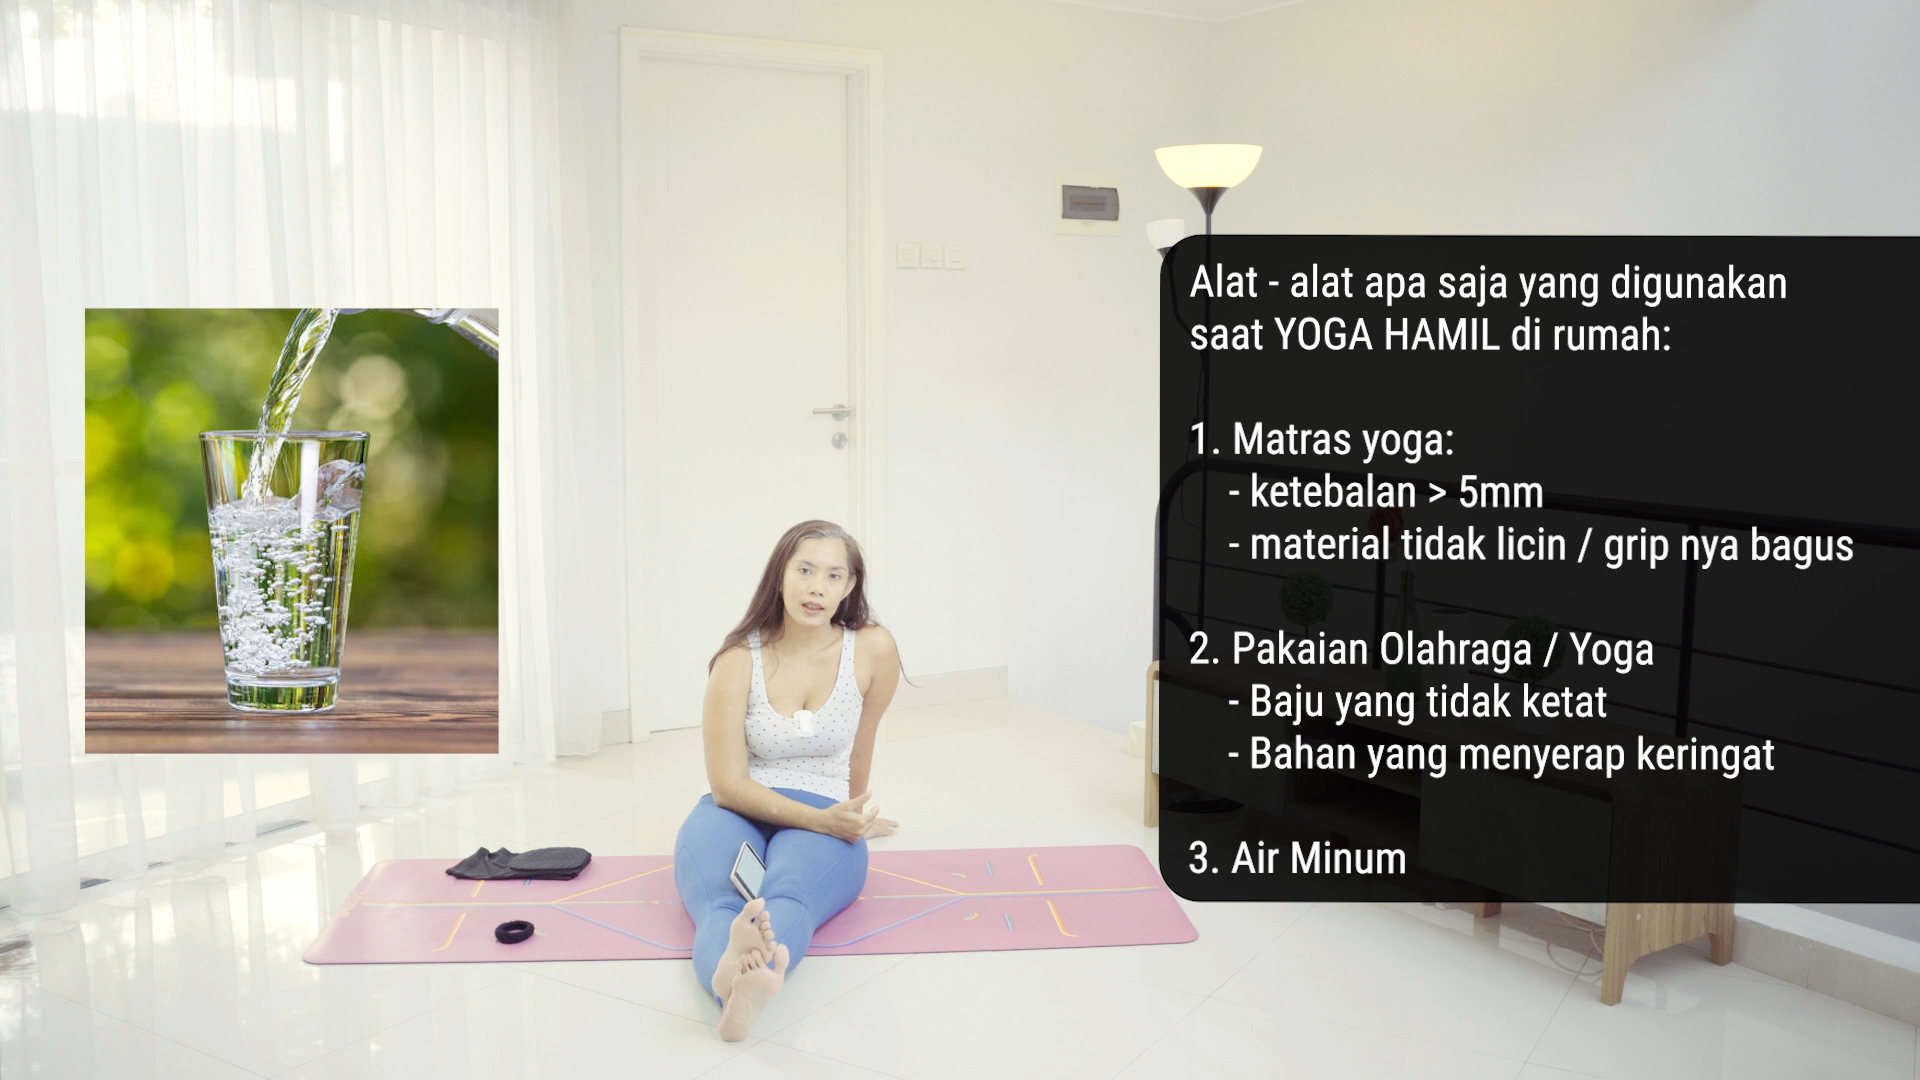 Alat - alat apa saja yang digunakan
saat YOGA HAMIL di rumah:
1. Matras yoga:
- ketebalan > 5mm
- material tidak licin / grip nya bagus
2. Pakaian Olahraga / Yoga
- Baju yang tidak ketat
- Bahan yang menyerap keringat
3. Air Minum